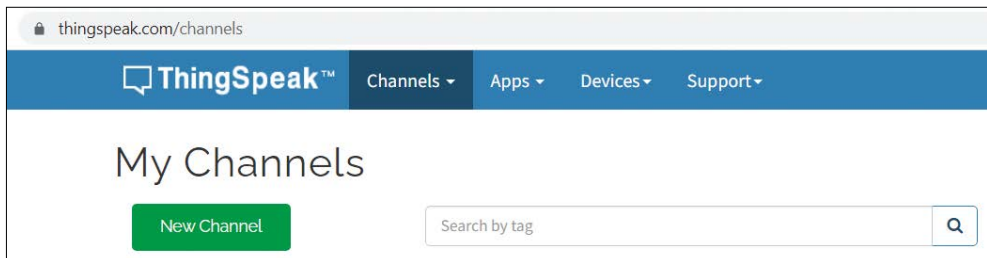 thingspeak.com/channels
ThingSpeak™ Channels Apps Devices Support
My Channels
New Channel Search by tag